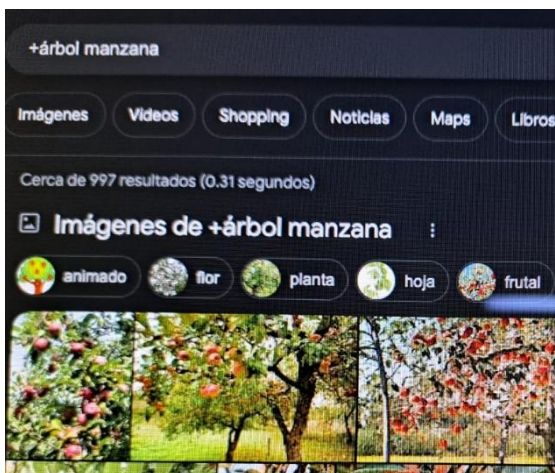 +árbol manzana
Imágenes Videos Shopping Noticias Maps Libros
Cerca de 997 resultados (0.31 segundos)
Imágenes de +árbol manzana
animado flor planta hoja frutal